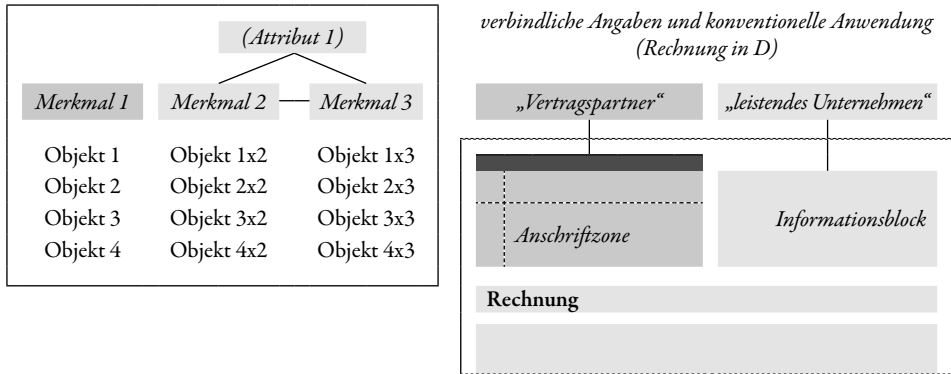 (Attribut 1)
Merkmal 1 Merkmal 2 Merkmal 3
Objekt 1 Objekt 1x2 Objekt 1x3
Objekt 2 Objekt 2x2 Objekt 2x3
Objekt 3 Objekt 3x2 Objekt 3x3
Objekt 4 Objekt 4x2 Objekt 4x3
verbindliche Angaben und konventionelle Anwendung
(Rechnung in D)
„Vertragspartner“ „leistendes Unternehmen“
Anschriftzone
Informationsblock
Rechnung